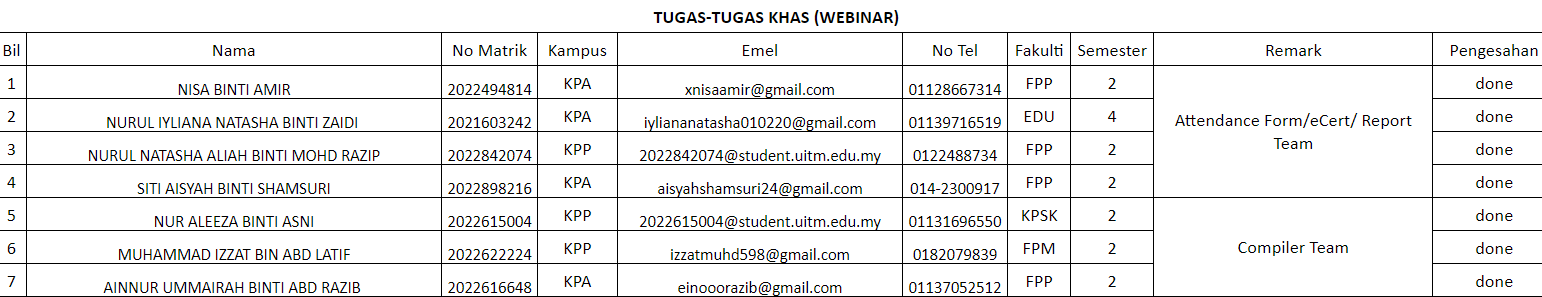 TUGAS-TUGAS KHAS (WEBINAR)
Bil Nama No Matrik Kampus Emel No Tel Fakulti Semester Remark Pengesahan
1 NISA BINTI AMIR 2022494814 KPA xnisaamir@gmail.com 01128667314 FPP 2 done
2 NURUL IYLIANA NATASHA BINTI ZAIDI 2021603242 KPA iyliananatasha010220@gmail.com 01139716519 EDU 4 Attendance Form/eCert/ Report done
Team
3 NURUL NATASHA ALIAH BINTI MOHD RAZIP 2022842074 KPP 2022842074@student.uitm.edu.my 0122488734 FPP 2 done
4 SITI AISYAH BINTI SHAMSURI 2022898216 KPA aisyahshamsuri24@gmail.com 014-2300917 FPP 2 done
5 NUR ALEEZA BINTI ASNI 2022615004 KPP 2022615004@student.uitm.edu.my 01131696550 KPSK 2 done
6 MUHAMMAD IZZAT BIN ABD LATIF 2022622224 KPP izzatmuhd598@gmail.com 0182079839 FPM 2 Compiler Team done
7 AINNUR UMMAIRAH BINTI ABD RAZIB 2022616648 KPA einooorazib@gmail.com 01137052512 FPP 2 done